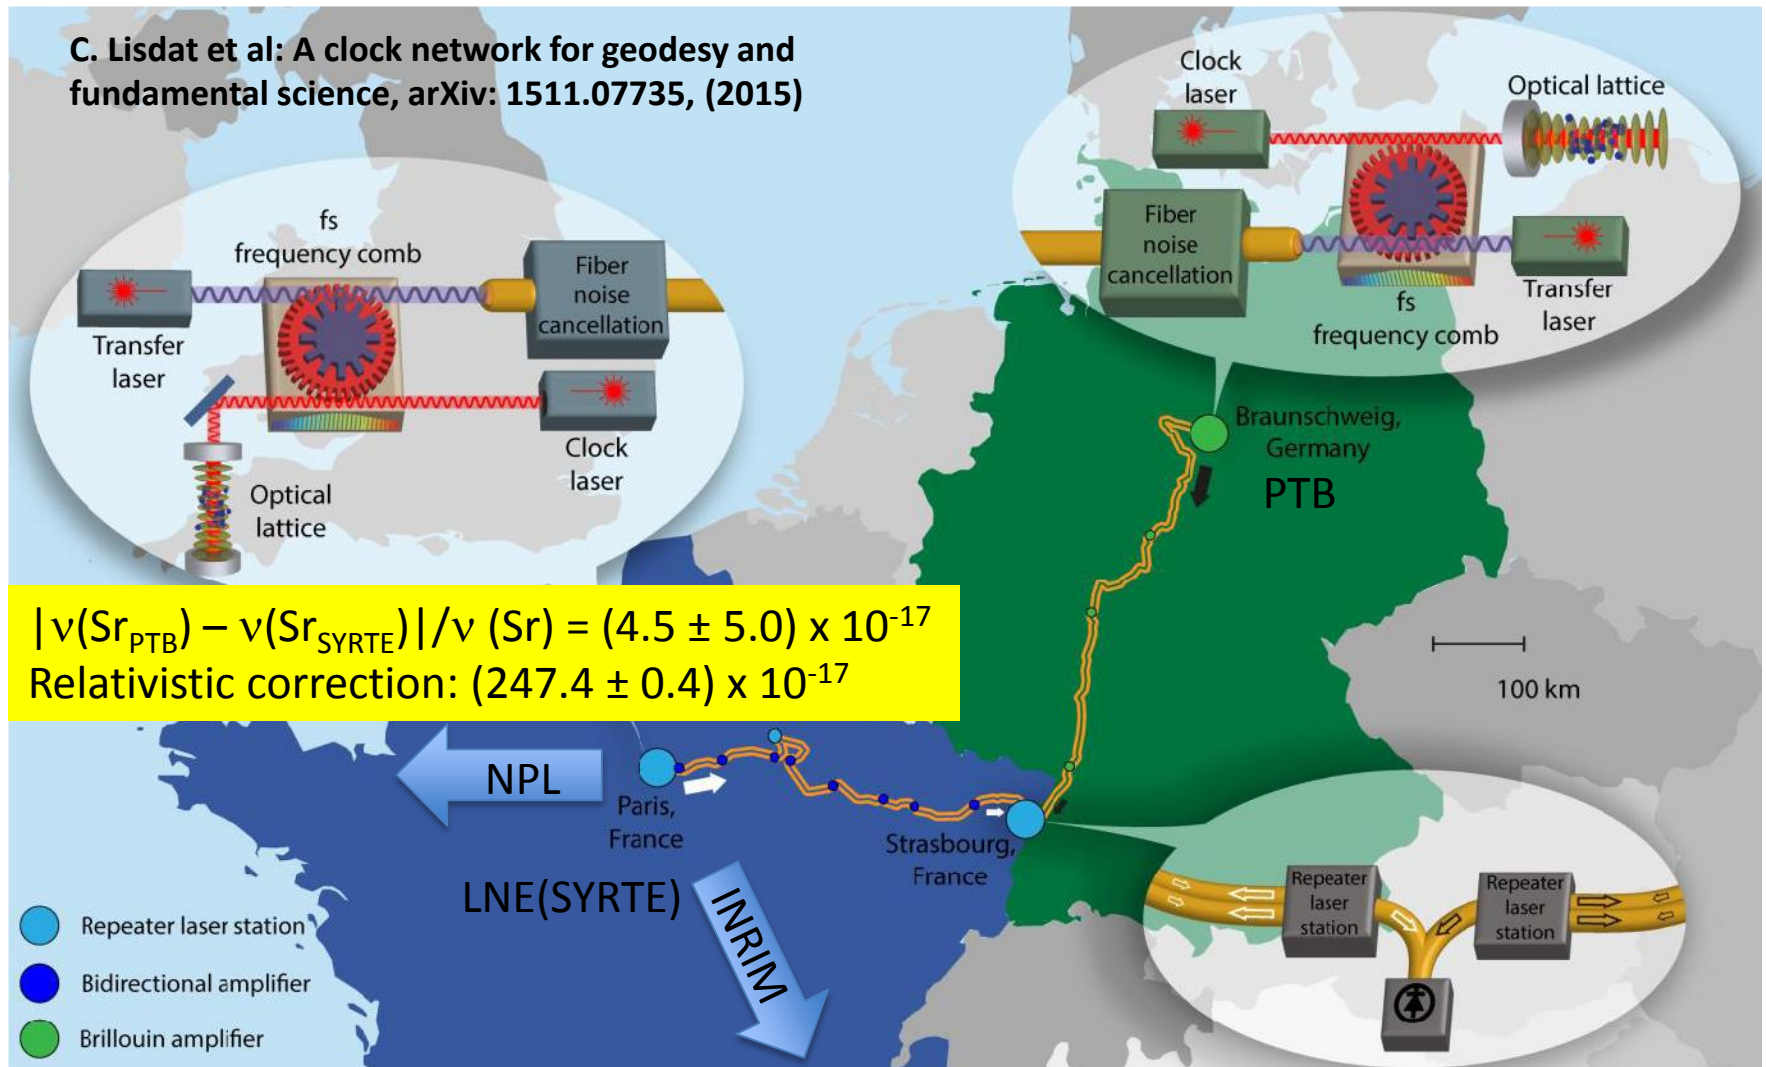 C. Lisdat et al: A clock network for geodesy and
fundamental science, arXiv: 1511.07735, (2015)
Clock
laser
Optical lattice
Fiber
noise
cancellation
fs
frequency comb
Transfer
laser
fs
frequency comb
Fiber
noise
cancellation
Transfer
laser
Clock
laser
Optical
lattice
Braunschweig,
Germany
PTB
|ν(Sr_PTB) – ν(Sr_SYRTE)|/ν (Sr) = (4.5 ± 5.0) x 10⁻¹⁷
Relativistic correction: (247.4 ± 0.4) x 10⁻¹⁷
100 km
NPL
Paris,
France
Strasbourg,
France
LNE(SYRTE)
INRIM
Repeater
laser
station
Repeater
laser
station
Repeater laser station
Bidirectional amplifier
Brillouin amplifier